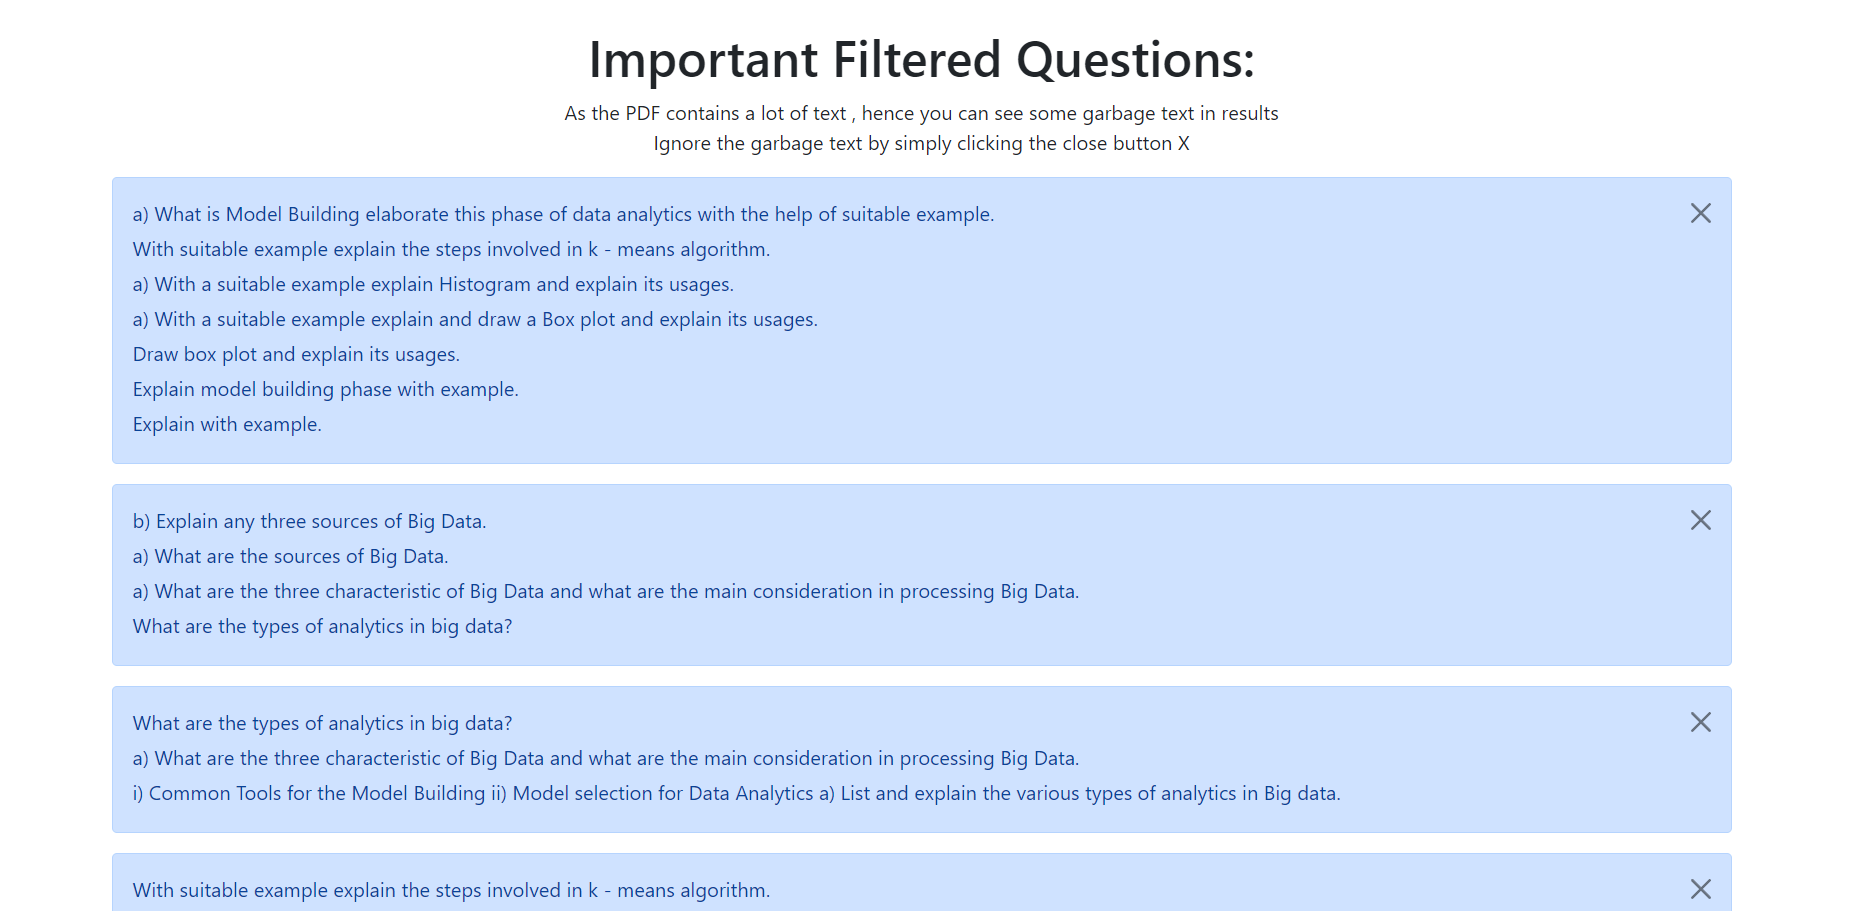 Important Filtered Questions:
As the PDF contains a lot of text , hence you can see some garbage text in results
Ignore the garbage text by simply clicking the close button X
a) What is Model Building elaborate this phase of data analytics with the help of suitable example.
With suitable example explain the steps involved in k - means algorithm.
a) With a suitable example explain Histogram and explain its usages.
a) With a suitable example explain and draw a Box plot and explain its usages.
Draw box plot and explain its usages.
Explain model building phase with example.
Explain with example.
b) Explain any three sources of Big Data.
a) What are the sources of Big Data.
a) What are the three characteristic of Big Data and what are the main consideration in processing Big Data.
What are the types of analytics in big data?
What are the types of analytics in big data?
a) What are the three characteristic of Big Data and what are the main consideration in processing Big Data.
i) Common Tools for the Model Building ii) Model selection for Data Analytics a) List and explain the various types of analytics in Big data.
With suitable example explain the steps involved in k - means algorithm.